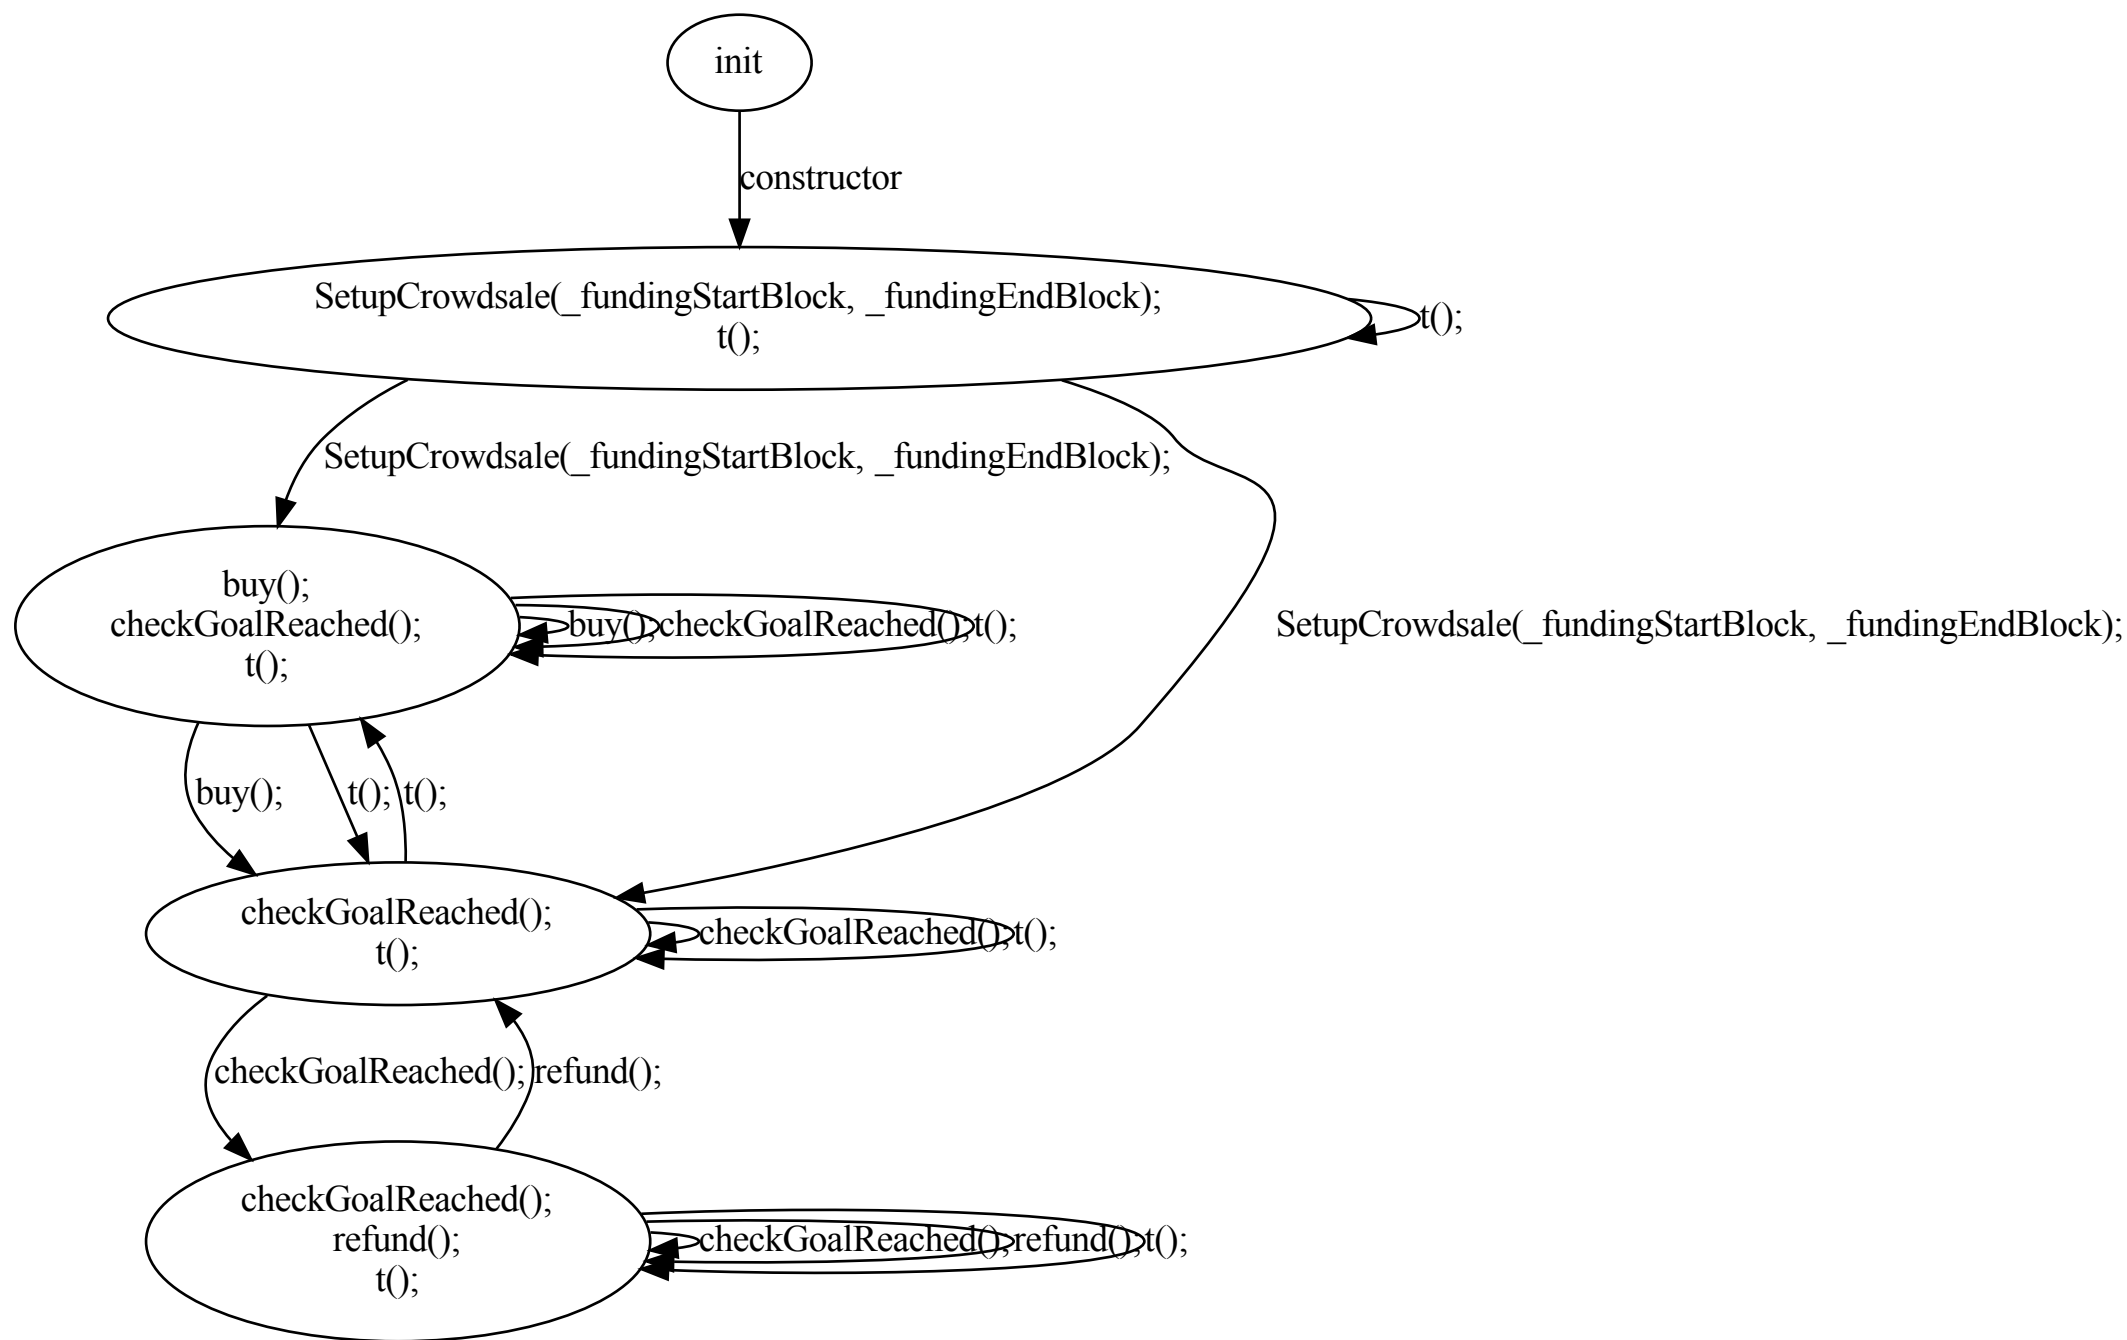 init
constructor
SetupCrowdsale(_fundingStartBlock, _fundingEndBlock);
t();
t();
SetupCrowdsale(_fundingStartBlock, _fundingEndBlock);
buy();
checkGoalReached();
t();
buy();
checkGoalReached();
t();
SetupCrowdsale(_fundingStartBlock, _fundingEndBlock);
buy();
t();
t();
checkGoalReached();
t();
checkGoalReached();
t();
checkGoalReached();
refund();
checkGoalReached();
refund();
t();
checkGoalReached();
refund();
t();